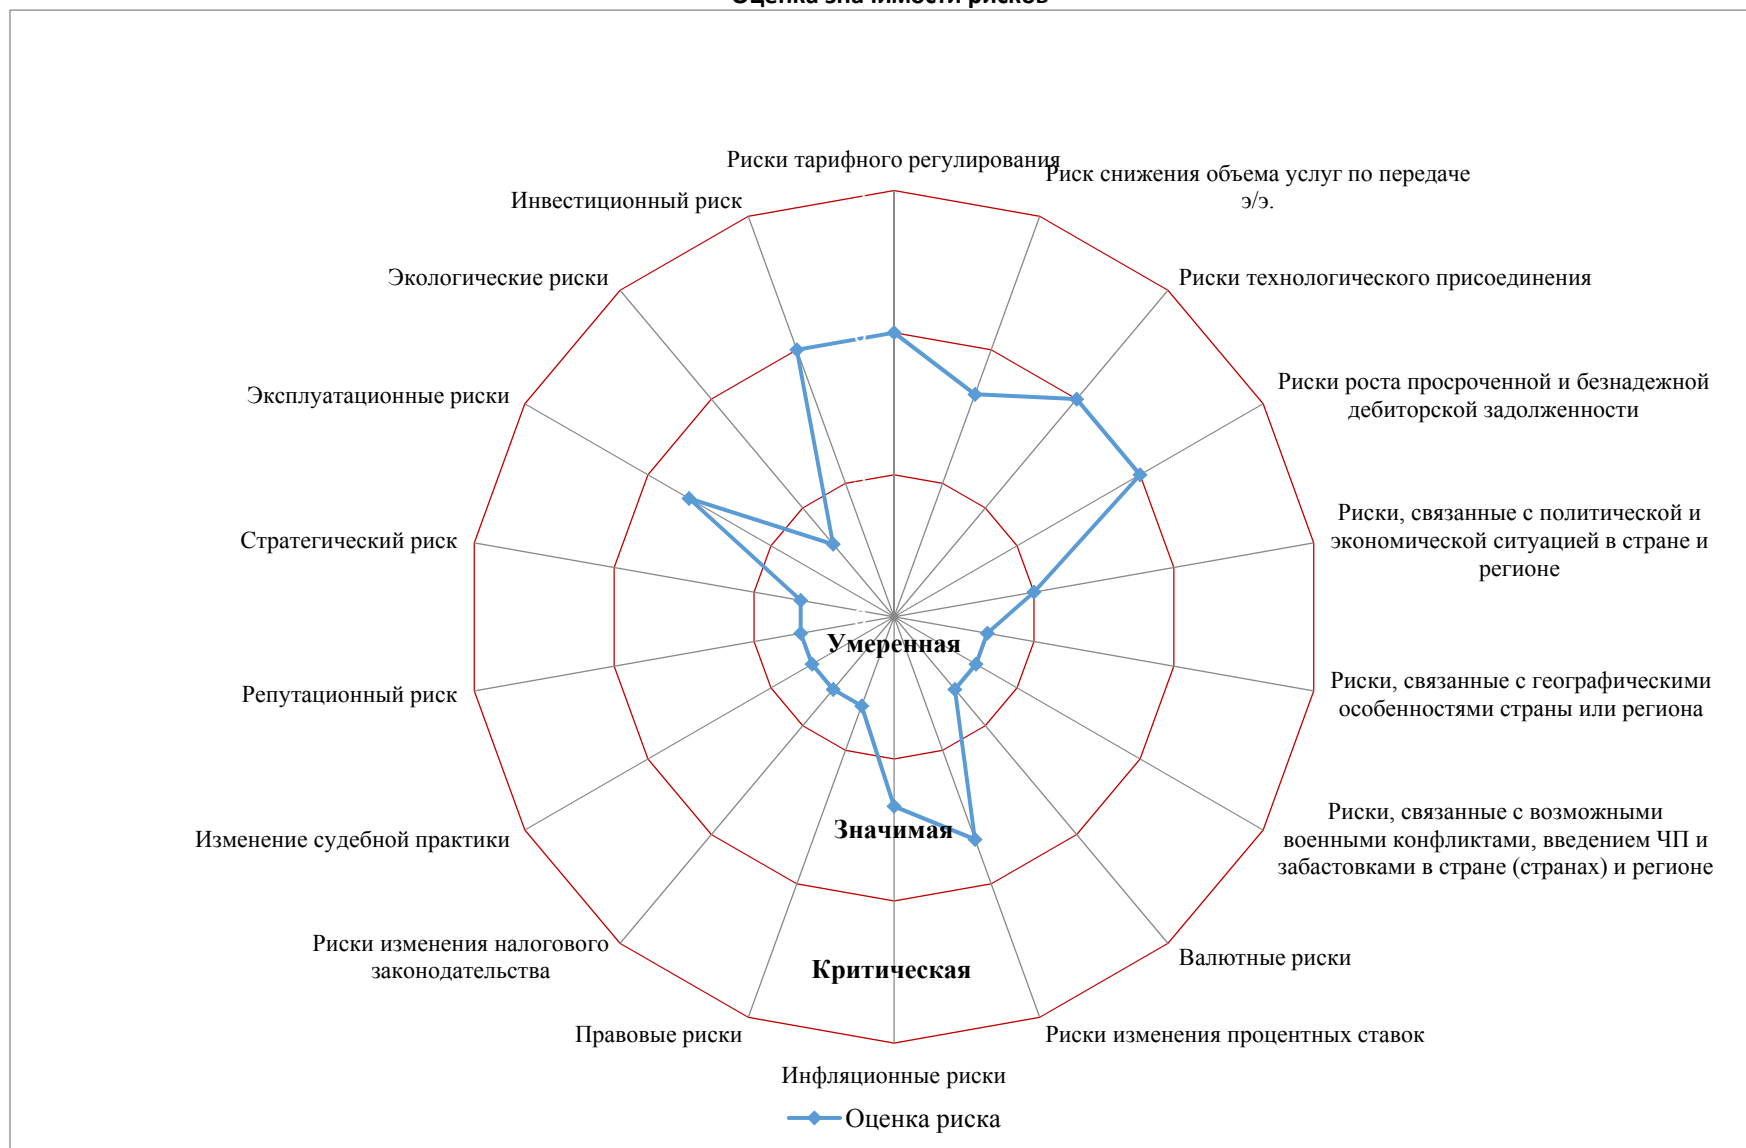 Оценка значимости рисков
Риски тарифного регулирования
Риск снижения объема услуг по передаче
э/э.
Инвестиционный риск
Экологические риски
Риски технологического присоединения
Эксплуатационные риски
Риски роста просроченной и безнадежной
дебиторской задолженности
Стратегический риск
Риски, связанные с политической и
экономической ситуацией в стране и
регионе
Умеренная
Репутационный риск
Риски, связанные с географическими
особенностями страны или региона
Значимая
Изменение судебной практики
Риски, связанные с возможными
военными конфликтами, введением ЧП и
забастовками в стране (странах) и регионе
Риски изменения налогового
законодательства
Критическая
Валютные риски
Правовые риски
Риски изменения процентных ставок
Инфляционные риски
Оценка риска